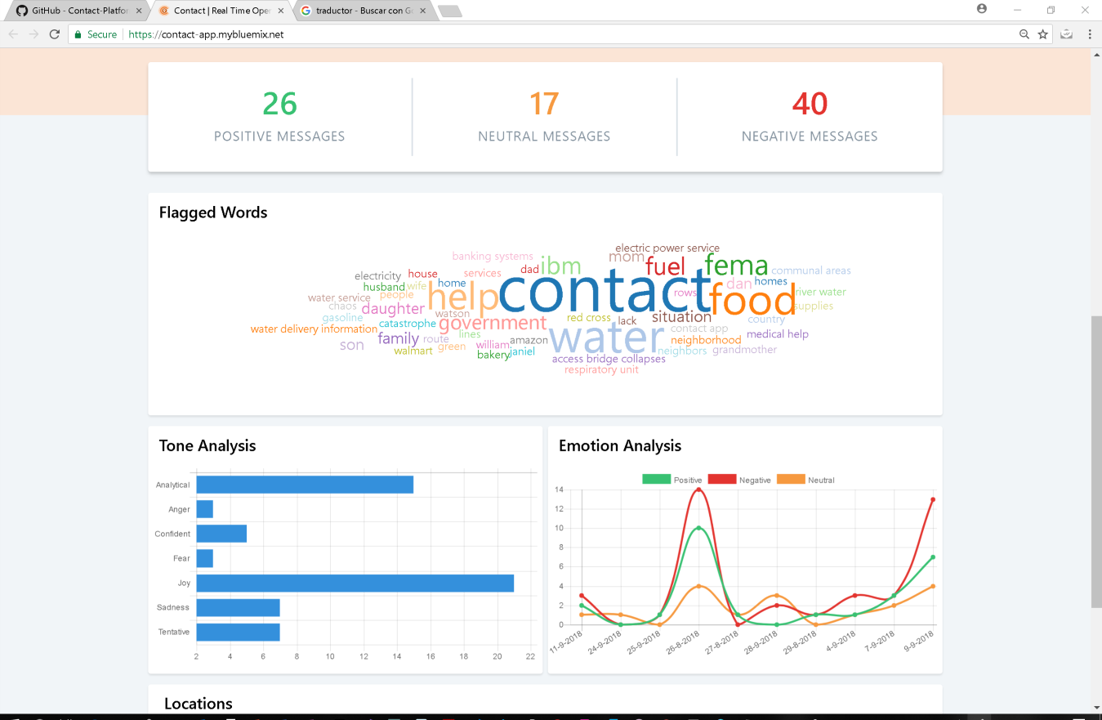 GitHub - Contact-Platfo
Contact | Real Time Ope
traductor - Buscar con G
Secure https://contact-app.mybluemix.net
26 17 40
POSITIVE MESSAGES NEUTRAL MESSAGES NEGATIVE MESSAGES
Flagged Words
electric power service
banking systems mom
ibm fuel fema
dad communal areas
electricity house services
husband wife home contact rows dan homes
water service people help food river water
chaos supplies
daughter watson situation
gasoline catastrophe government red cross lack country
water delivery information lines water contact app medical help
family route amazon neighborhood
son william neighbors grandmother
walmart green bakery janiel access bridge collapses
respiratory unit
Tone Analysis
Analytical
Anger
Confident
Fear
Joy
Sadness
Tentative
2 4 6 8 10 12 14 16 18 20 22
Emotion Analysis
Positive Negative Neutral
14
12
10
8
6
4
2
0
11-9-2018 24-9-2018 25-9-2018 26-8-2018 27-8-2018 28-9-2018 29-8-2018 4-9-2018 7-9-2018 9-9-2018
Locations